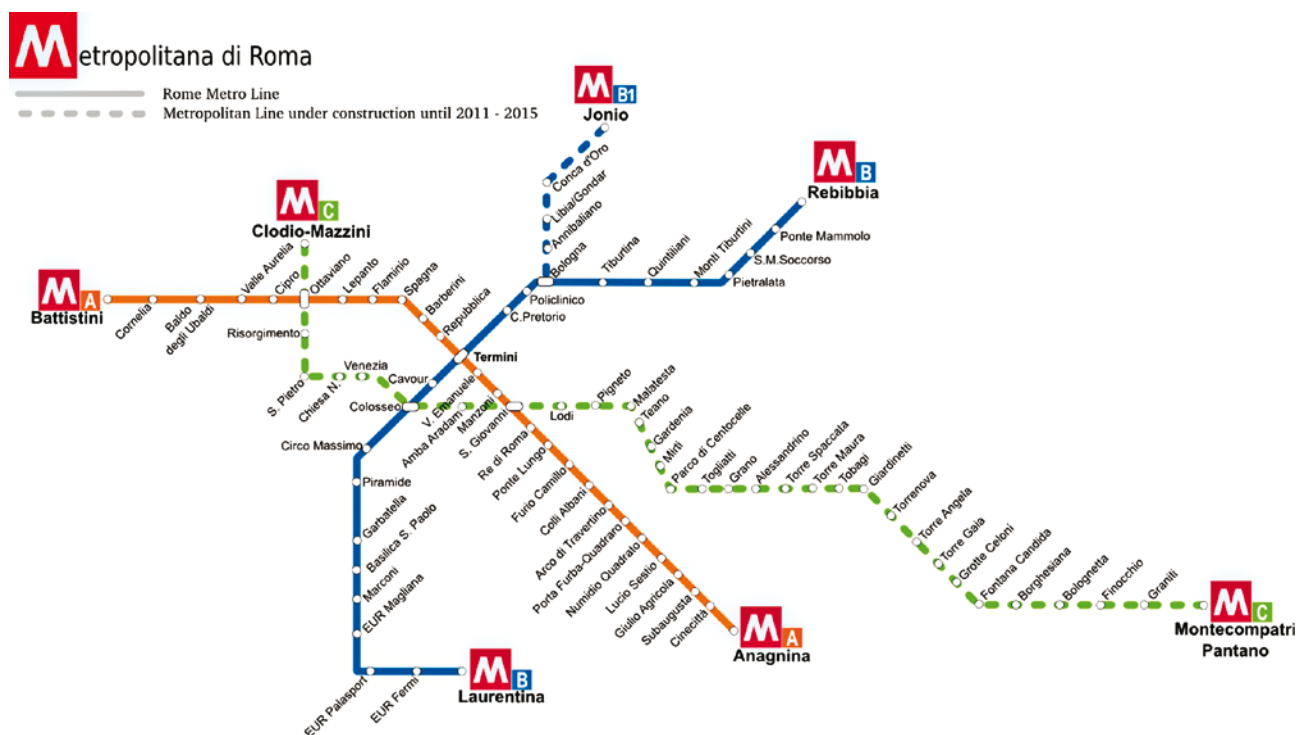 Metropolitana di Roma
Rome Metro Line
Metropolitan Line under construction until 2011 - 2015
M B1
Jonio
Conca d'Oro
Libia/Gondar
Annibaliano
Bologna
M B
Rebibbia
Ponte Mammolo
S.M.Soccorso
Pietralata
Monti Tiburtini
Quintiliani
Tiburtina
Policlinico
C.Pretorio
Termini
Cavour
Colosseo
Circo Massimo
Piramide
Garbatella
Basilica S. Paolo
Marconi
EUR Magliana
EUR Palasport
EUR Fermi
M B
Laurentina
M A
Battistini
Cornelia
Baldo
degli Ubaldi
Valle Aurelia
Cipro
Ottaviano
Lepanto
Flaminio
Spagna
Barberini
Repubblica
V. Emanuele
Manzoni
S. Giovanni
Re di Roma
Ponte Lungo
Furio Camillo
Colli Albani
Arco di Travertino
Porta Furba-Quadraro
Numidio Quadrato
Lucio Sestio
Giulio Agricola
Subaugusta
Cinecittà
M A
Anagnina
M C
Clodio-Mazzini
Risorgimento
S. Pietro
Chiesa N.
Venezia
Amba Aradam
Lodi
Pigneto
Malatesta
Teano
Gardenia
Mirti
Parco di Centocelle
Togliatti
Grano
Alessandrino
Torre Spaccata
Torre Maura
Tobagi
Giardinetti
Torrenova
Torre Angela
Torre Gaia
Grotte Celoni
Fontana Candida
Borghesiana
Bolognetta
Finocchio
Graniti
M C
Montecompatri
Pantano